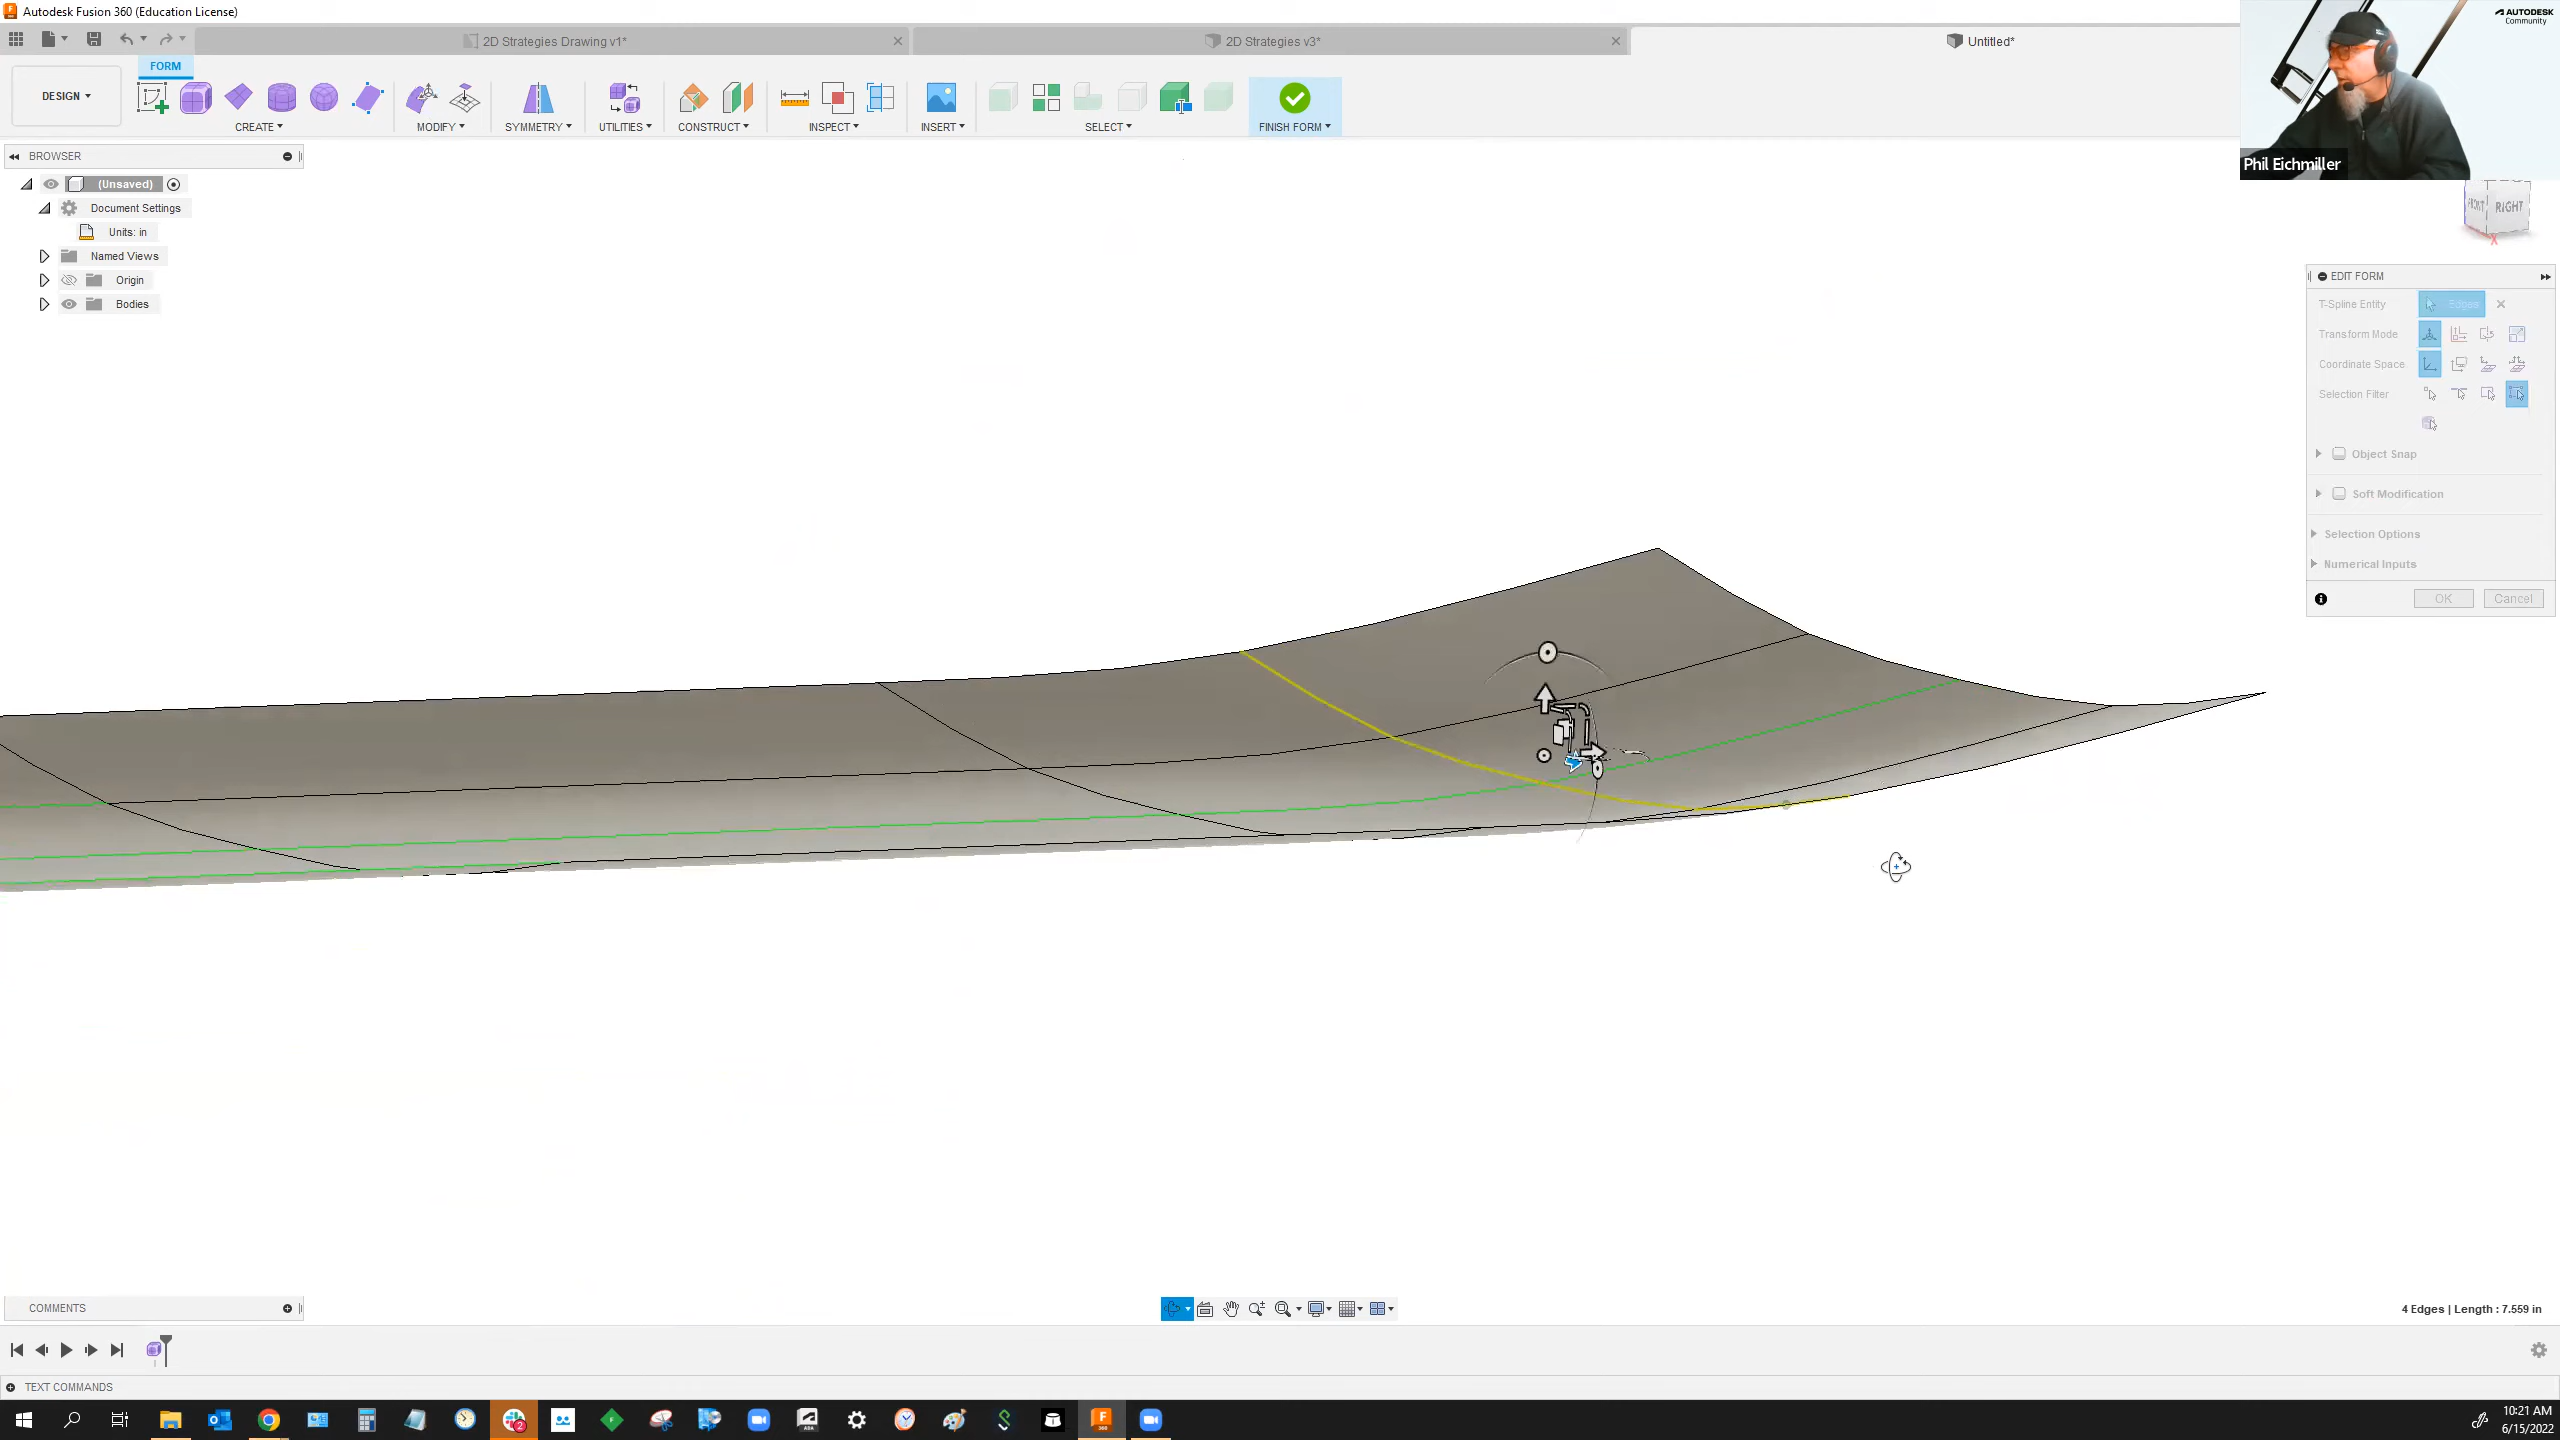 Autodesk Fusion 360 (Education License)
2D Strategies Drawing v1*
2D Strategies v3*
Untitled*
AUTODESK
Community
Phil Eichmiller
FORM
DESIGN
CREATE
MODIFY
SYMMETRY
UTILITIES
CONSTRUCT
INSPECT
INSERT
SELECT
FINISH FORM
BROWSER
(Unsaved)
Document Settings
Units: in
Named Views
Origin
Bodies
FRONT
RIGHT
X
EDIT FORM
T-Spline Entity
Edges
Transform Mode
Coordinate Space
Selection Filter
Object Snap
Soft Modification
Selection Options
Numerical Inputs
OK
Cancel
COMMENTS
4 Edges | Length : 7.559 in
TEXT COMMANDS
10:21 AM
6/15/2022